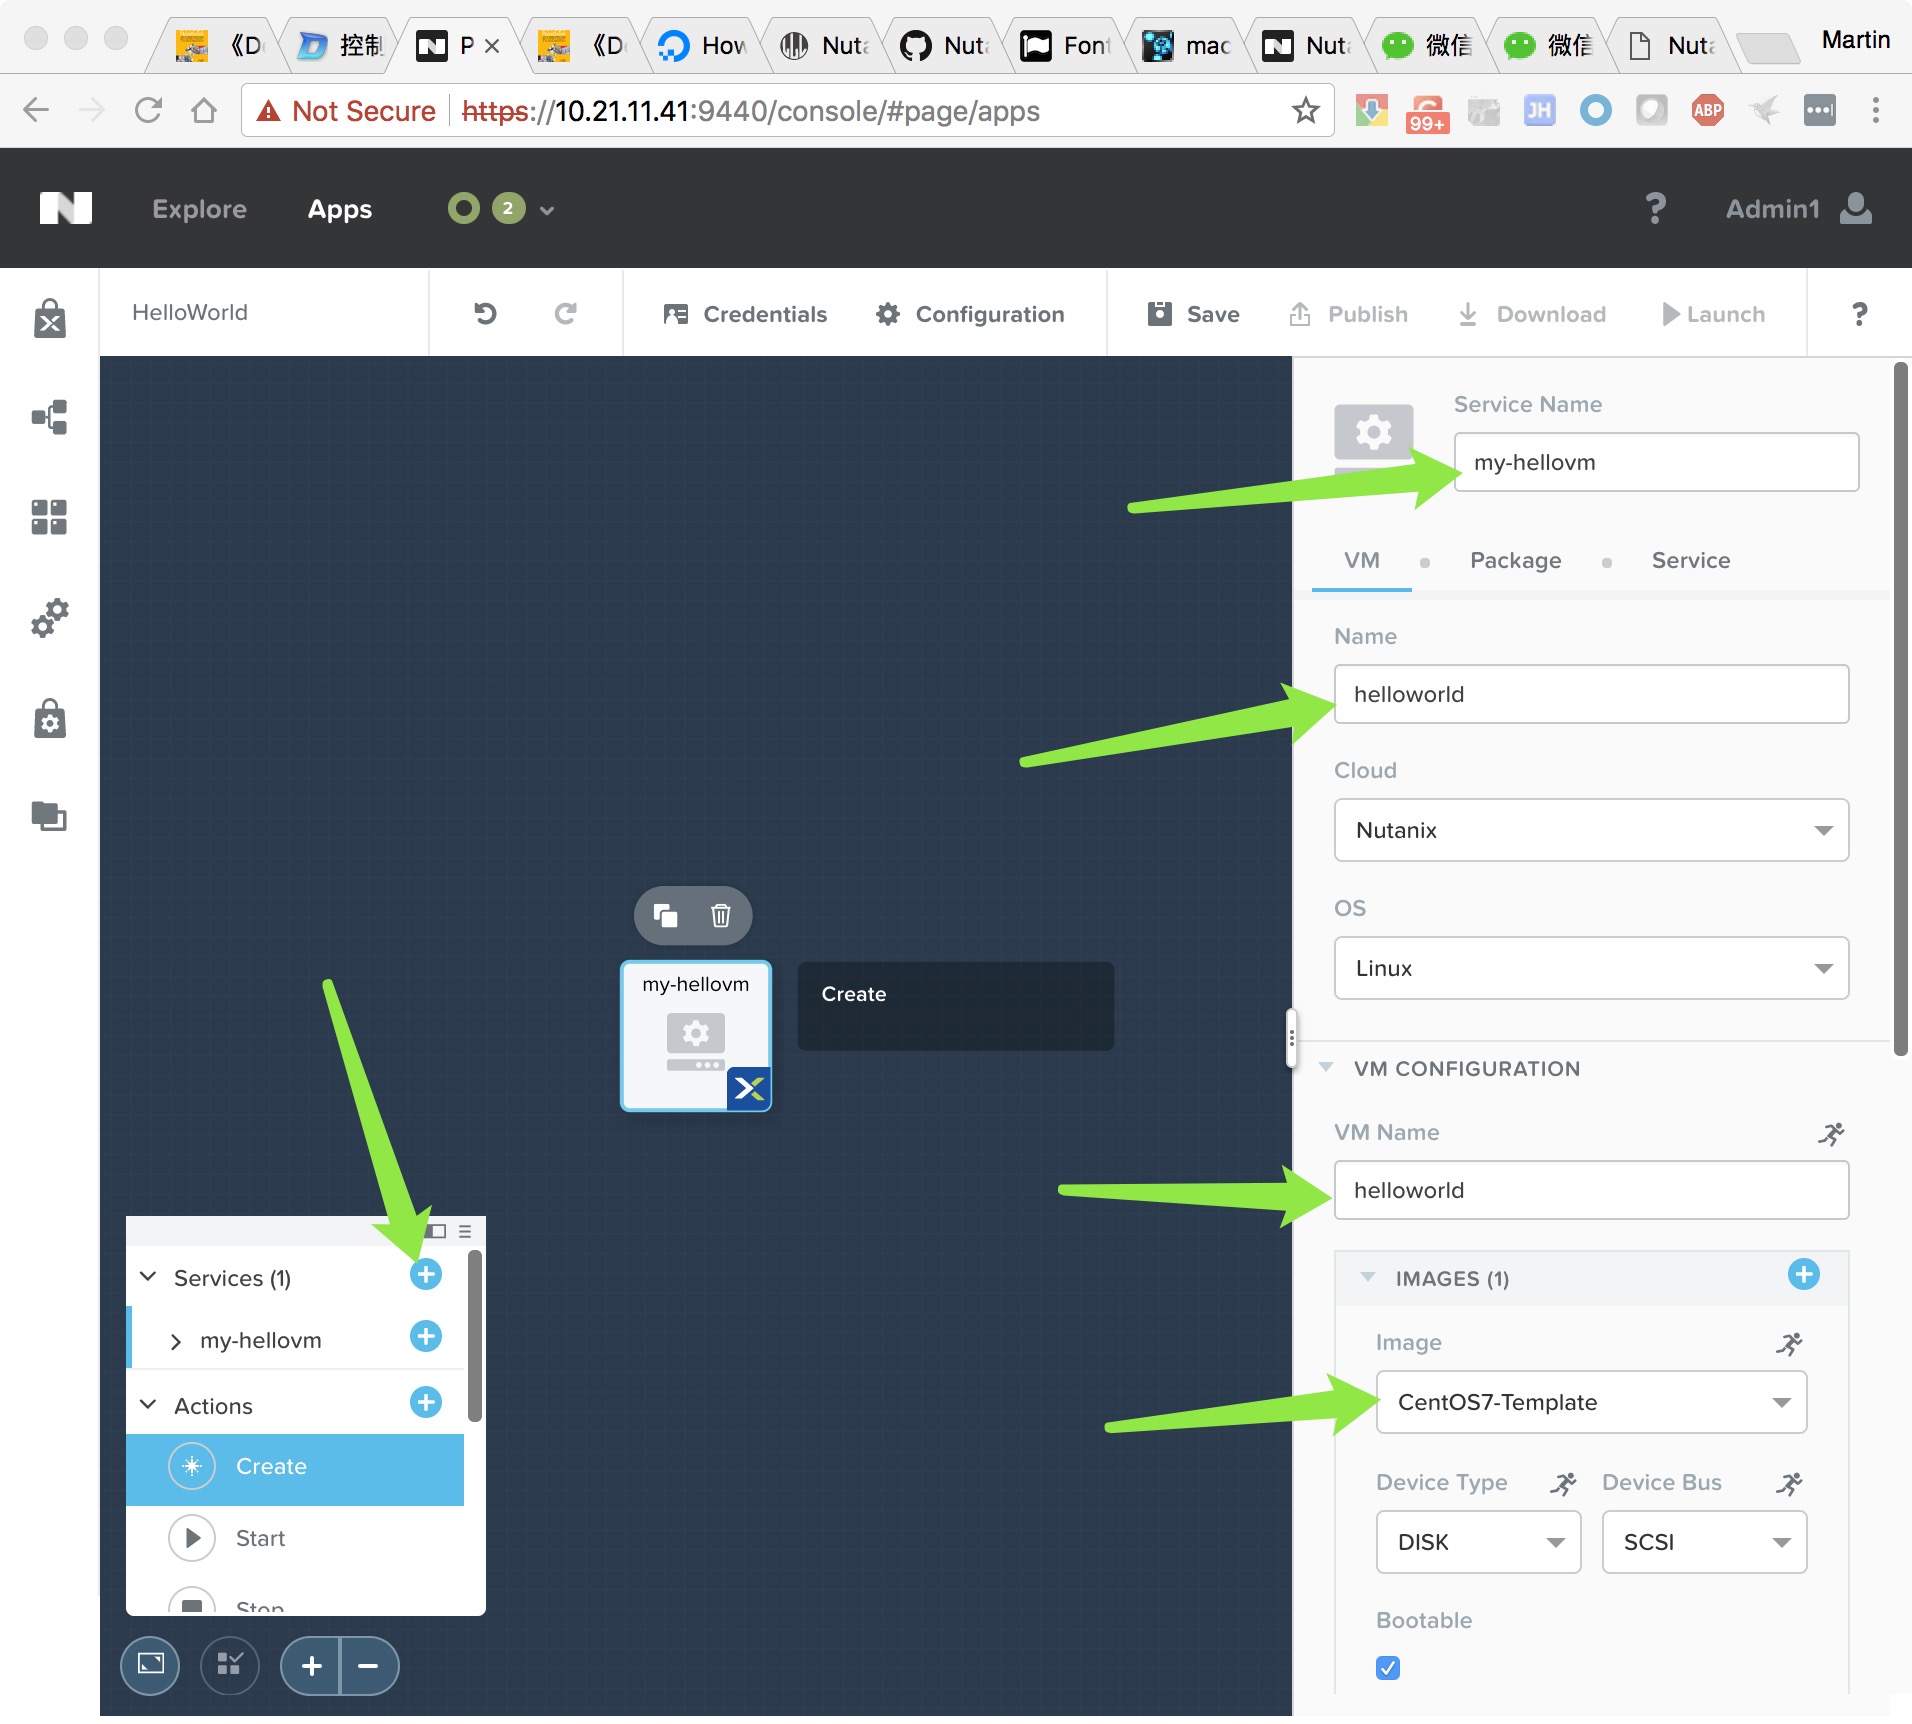 《D
控制
P
《D
How
Nuta
Nuta
Font
mac
Nuta
微信
微信
Nuta
Martin
Not Secure
https://10.21.11.41:9440/console/#page/apps
99+
JH
ABP
Explore
Apps
2
?
Admin1
HelloWorld
Credentials
Configuration
Save
Publish
Download
Launch
?
Service Name
my-hellovm
VM
Package
Service
Name
helloworld
Cloud
Nutanix
OS
Linux
my-hellovm
Create
VM CONFIGURATION
VM Name
helloworld
Services (1)
my-hellovm
Actions
Create
Start
Stop
IMAGES (1)
Image
CentOS7-Template
Device Type
Device Bus
DISK
SCSI
Bootable